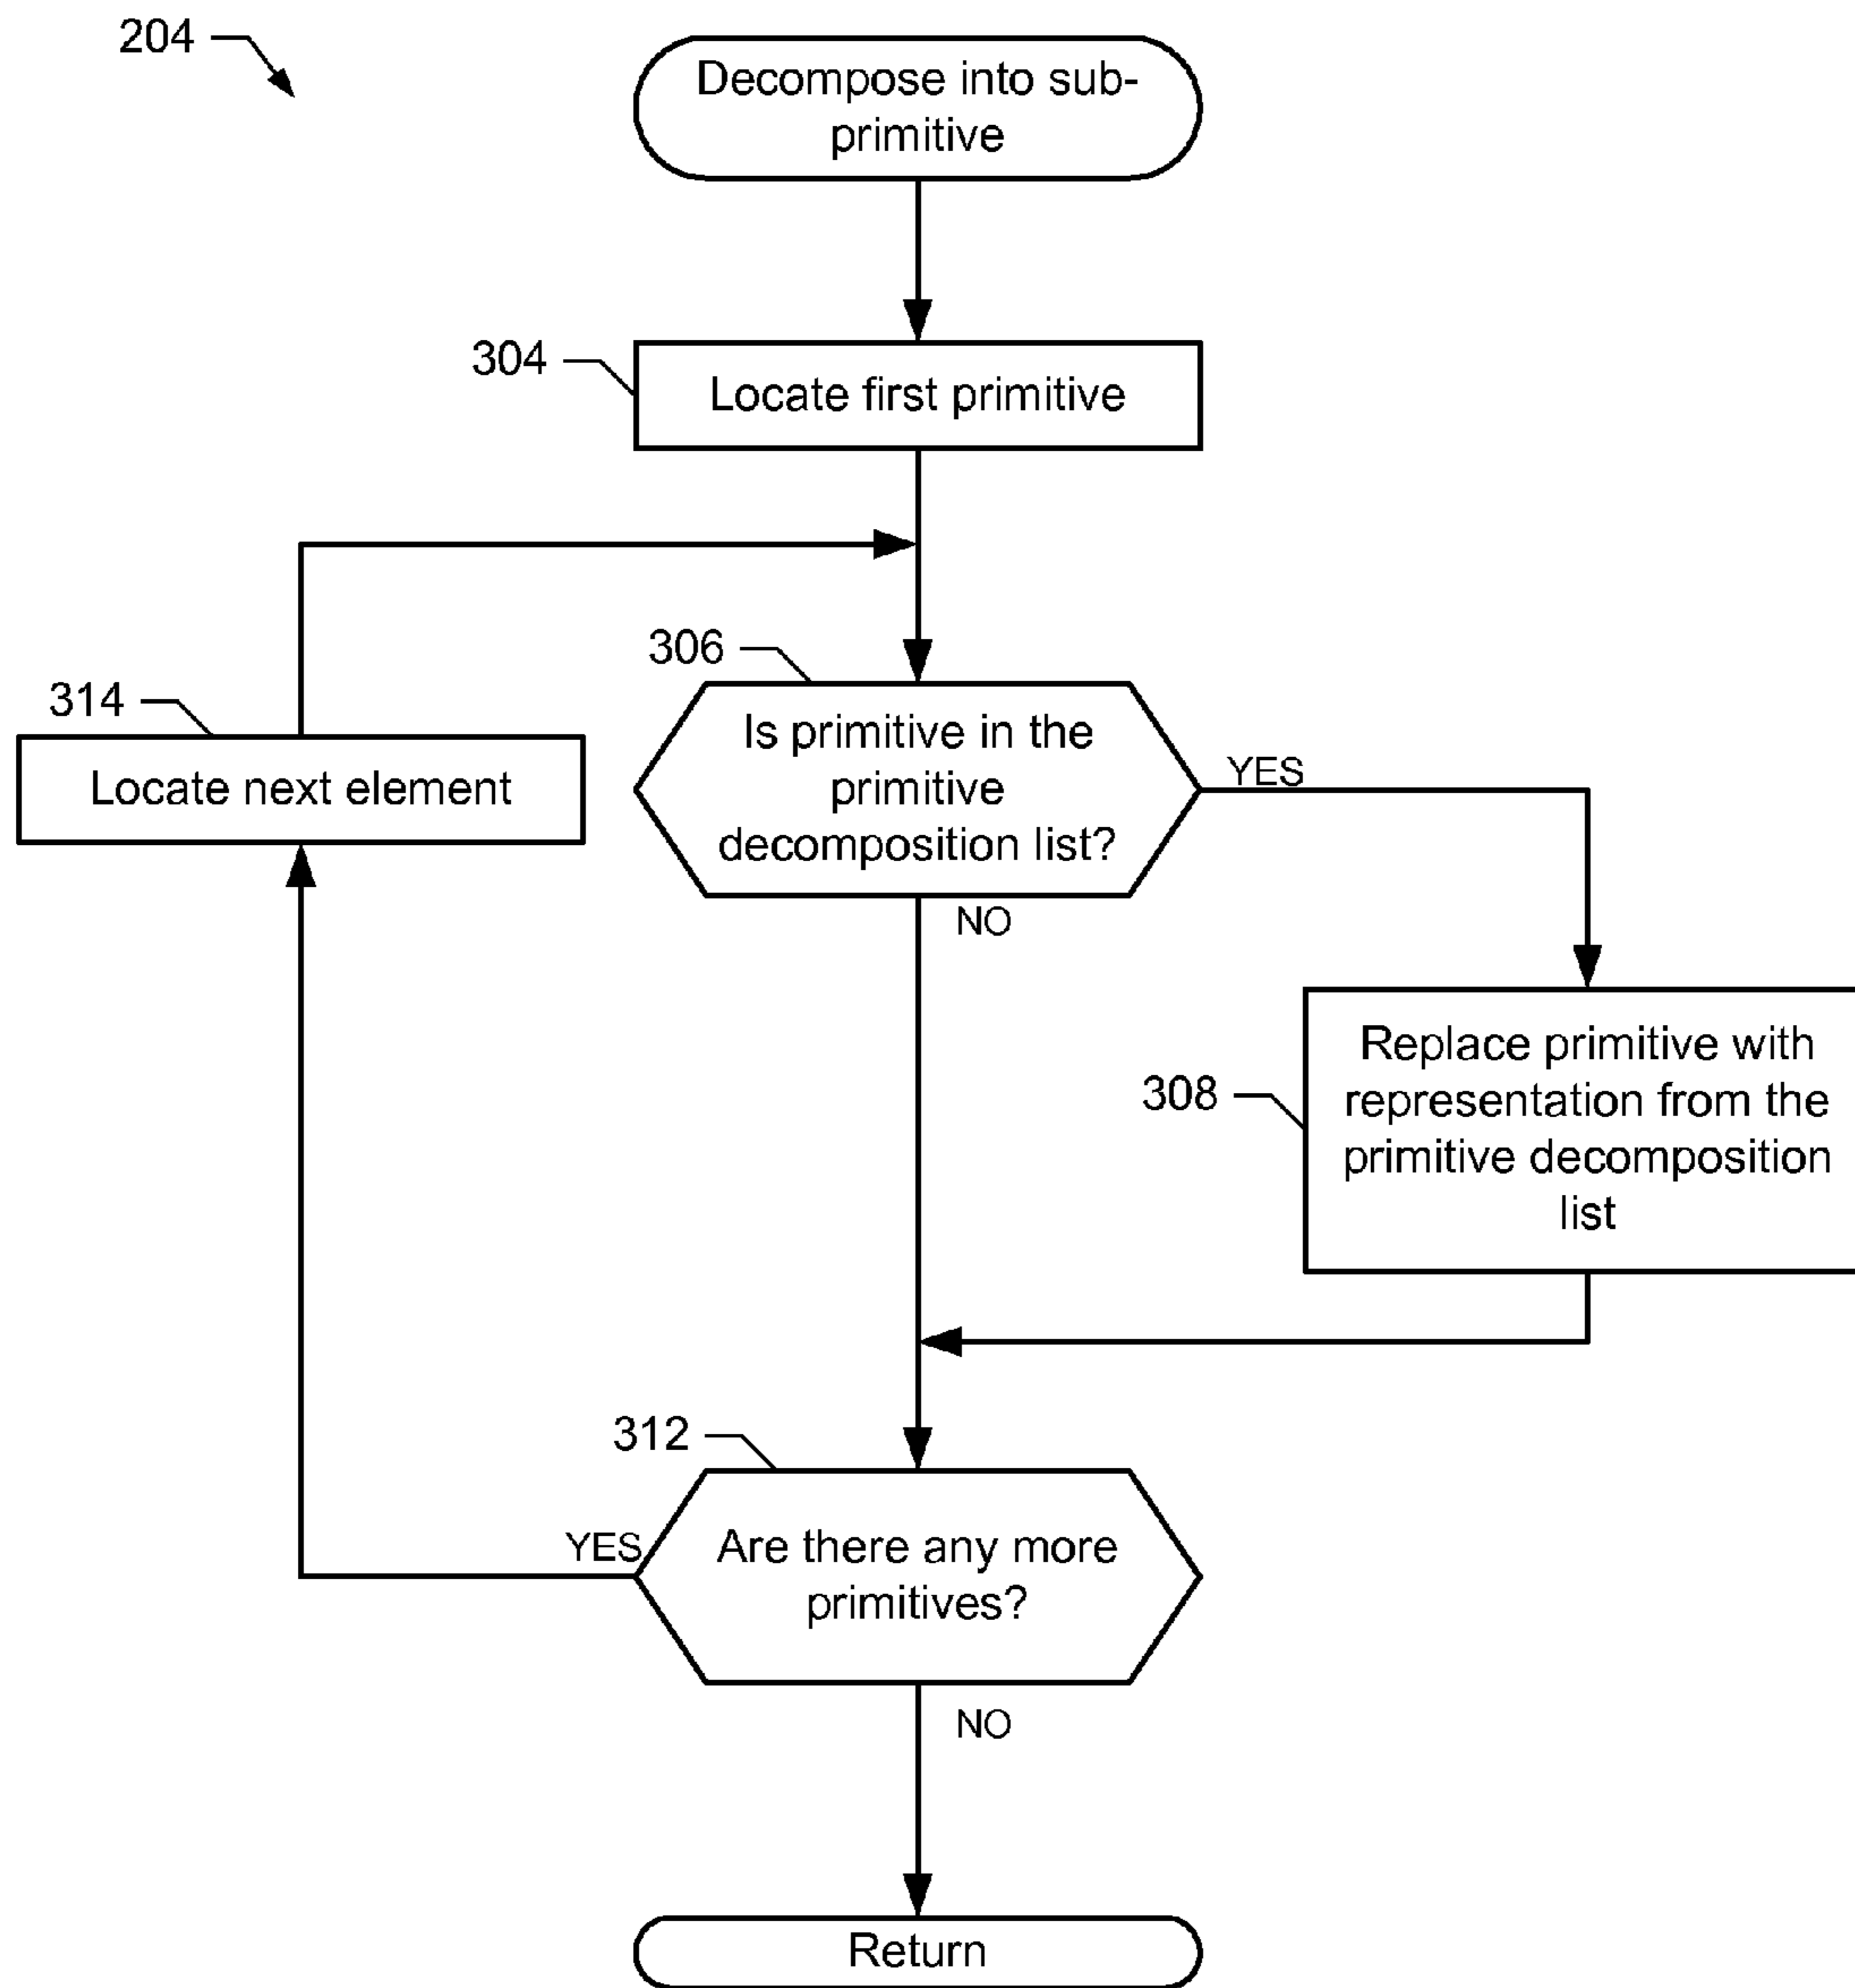 204
Decompose into sub-
primitive
304
Locate first primitive
306
314
Is primitive in the
primitive
decomposition list?
YES
Locate next element
NO
Replace primitive with
representation from the
primitive decomposition
list
308
312
YES
Are there any more
primitives?
NO
Return